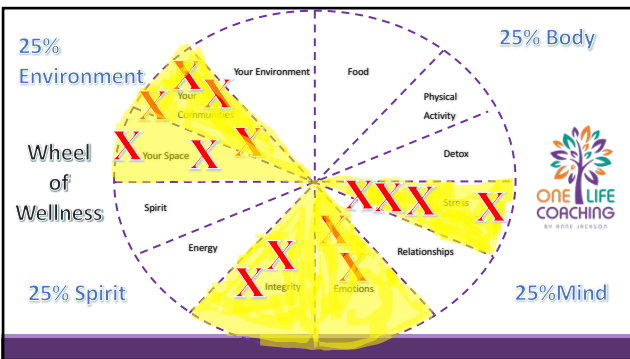 25%
Environment
25% Body
Your Environment
Food
Your
Communities
Physical
Activity
Your Space
Detox
Wheel
of
Wellness
Spirit
Stress
ONE LIFE
COACHING
BY ANNE JACKSON
Energy
Relationships
Integrity
Emotions
25% Spirit
25%Mind
X
X
X
X
X
X
X
X
X
X
X
X
X
X